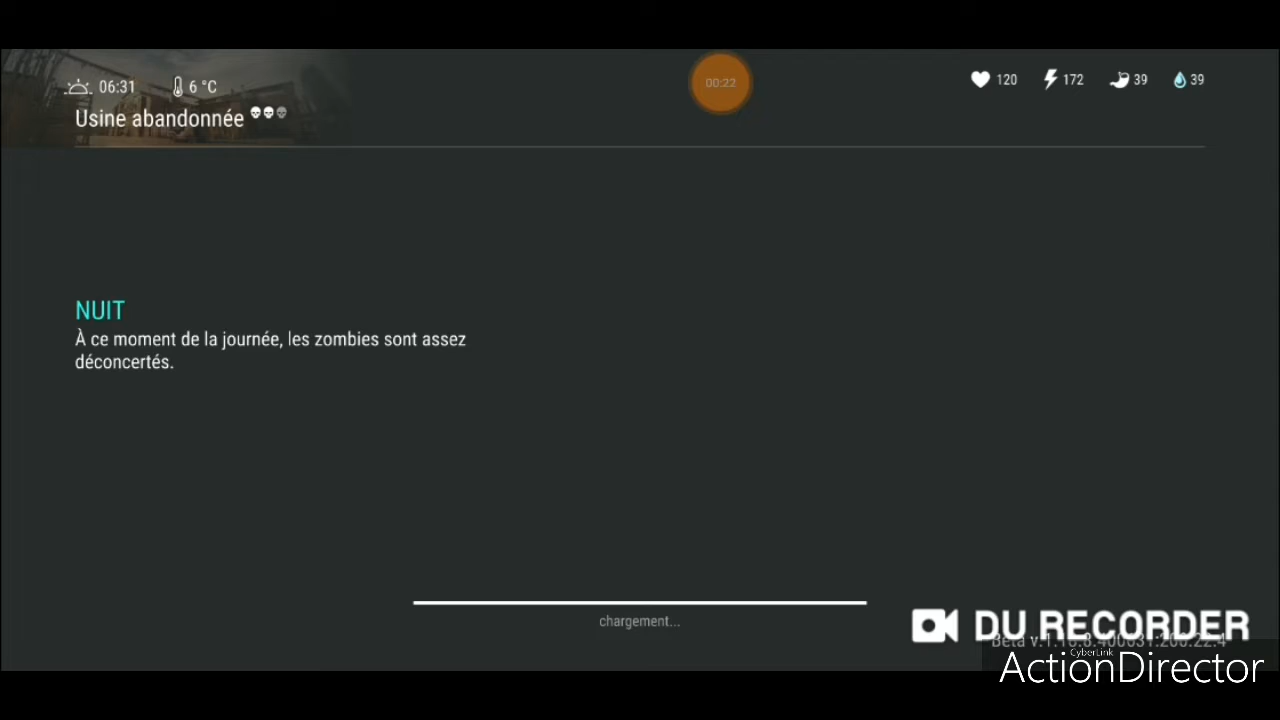 06:31 6 °C
00:22
120 172 39 39
Usine abandonnée
NUIT
À ce moment de la journée, les zombies sont assez
déconcertés.
chargement...
DU RECORDER
CyberLink
ActionDirector